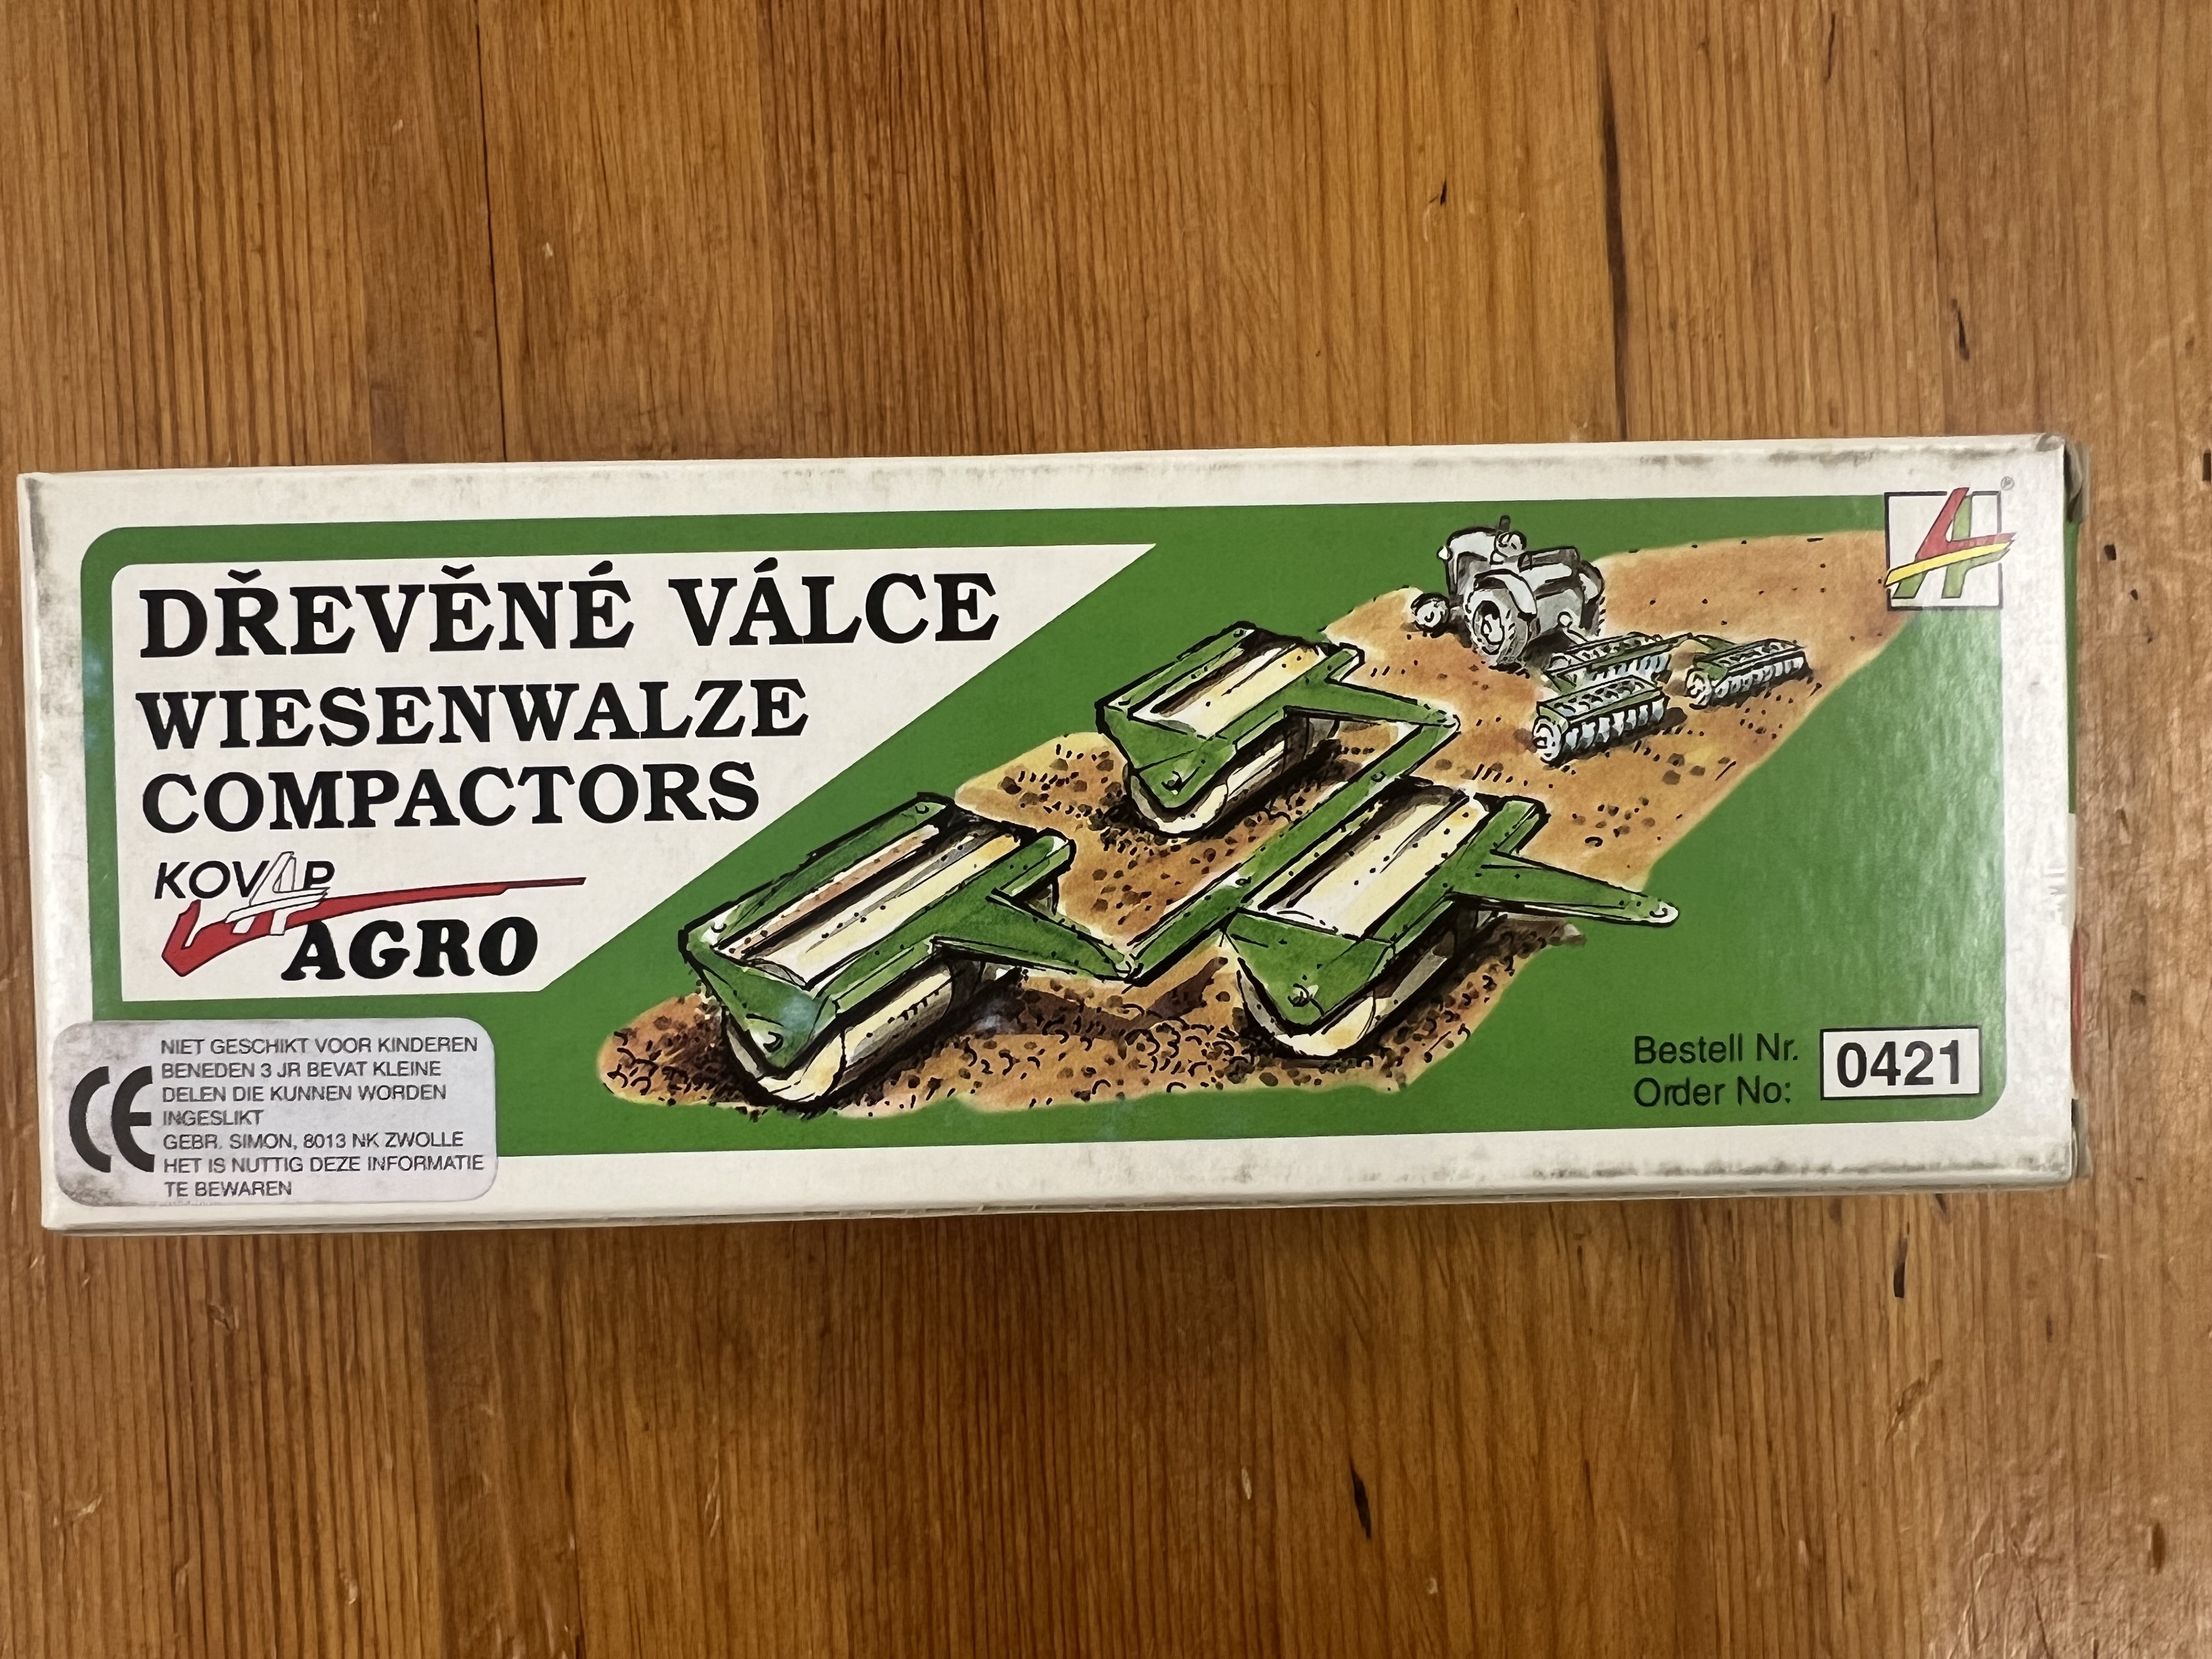 DŘEVĚNÉ VÁLCE
WIESENWALZE
COMPACTORS
KOVAP
AGRO
NIET GESCHIKT VOOR KINDEREN
BENEDEN 3 JR BEVAT KLEINE
DELEN DIE KUNNEN WORDEN
INGESLIKT
GEBR. SIMON, 8013 NK ZWOLLE
HET IS NUTTIG DEZE INFORMATIE
TE BEWAREN
CE
Bestell Nr.
Order No:
0421
®